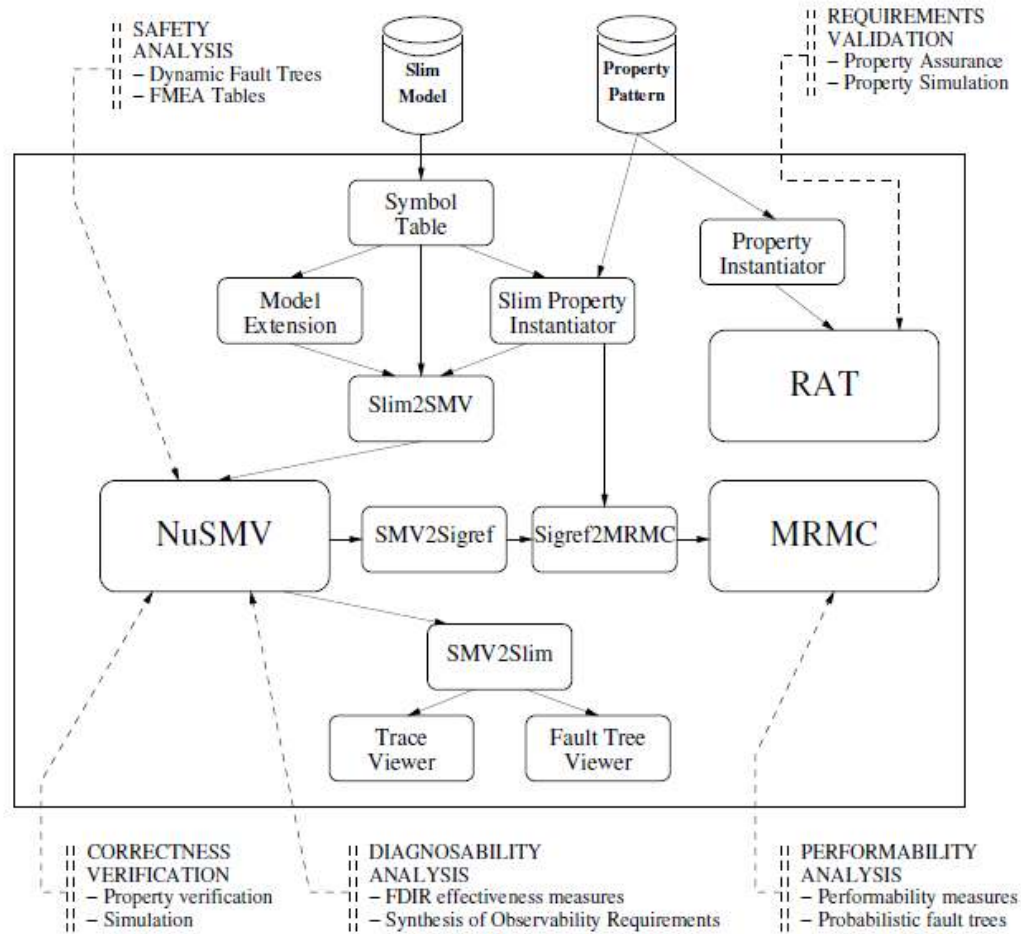 SAFETY
ANALYSIS
– Dynamic Fault Trees
– FMEA Tables
Slim
Model
Property
Pattern
REQUIREMENTS
VALIDATION
– Property Assurance
– Property Simulation
Symbol
Table
Property
Instantiator
Model
Extension
Slim Property
Instantiator
RAT
Slim2SMV
NuSMV
SMV2Sigref
Sigref2MRMC
MRMC
SMV2Slim
Trace
Viewer
Fault Tree
Viewer
CORRECTNESS
VERIFICATION
– Property verification
– Simulation
DIAGNOSABILITY
ANALYSIS
– FDIR effectiveness measures
– Synthesis of Observability Requirements
PERFORMABILITY
ANALYSIS
– Performability measures
– Probabilistic fault trees